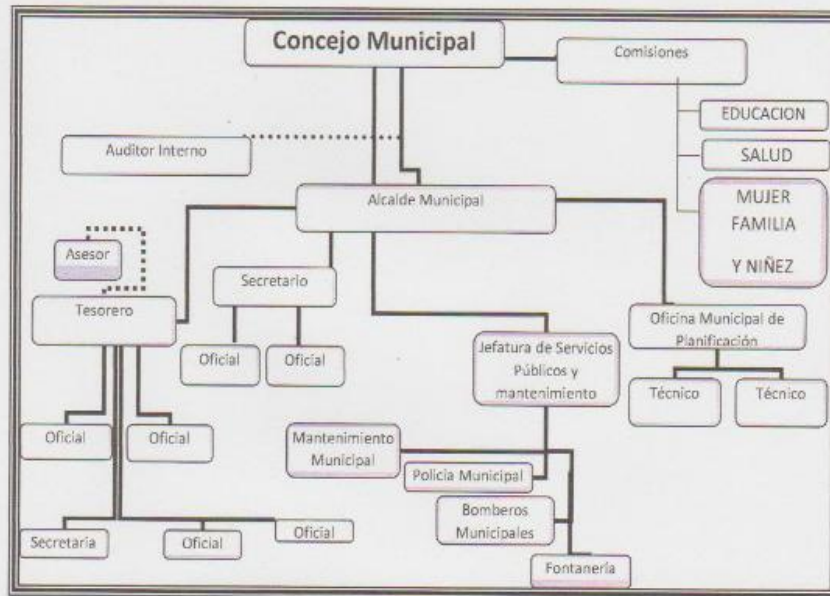 Concejo Municipal
Comisiones
EDUCACION
SALUD
MUJER
FAMILIA
Y NIÑEZ
Auditor Interno
Alcalde Municipal
Asesor
Tesorero
Secretario
Oficial
Oficial
Oficina Municipal de
Planificación
Técnico
Técnico
Jefatura de Servicios
Públicos y
mantenimiento
Oficial
Oficial
Mantenimiento
Municipal
Policía Municipal
Bomberos
Municipales
Fontanería
Secretaria
Oficial
Oficial